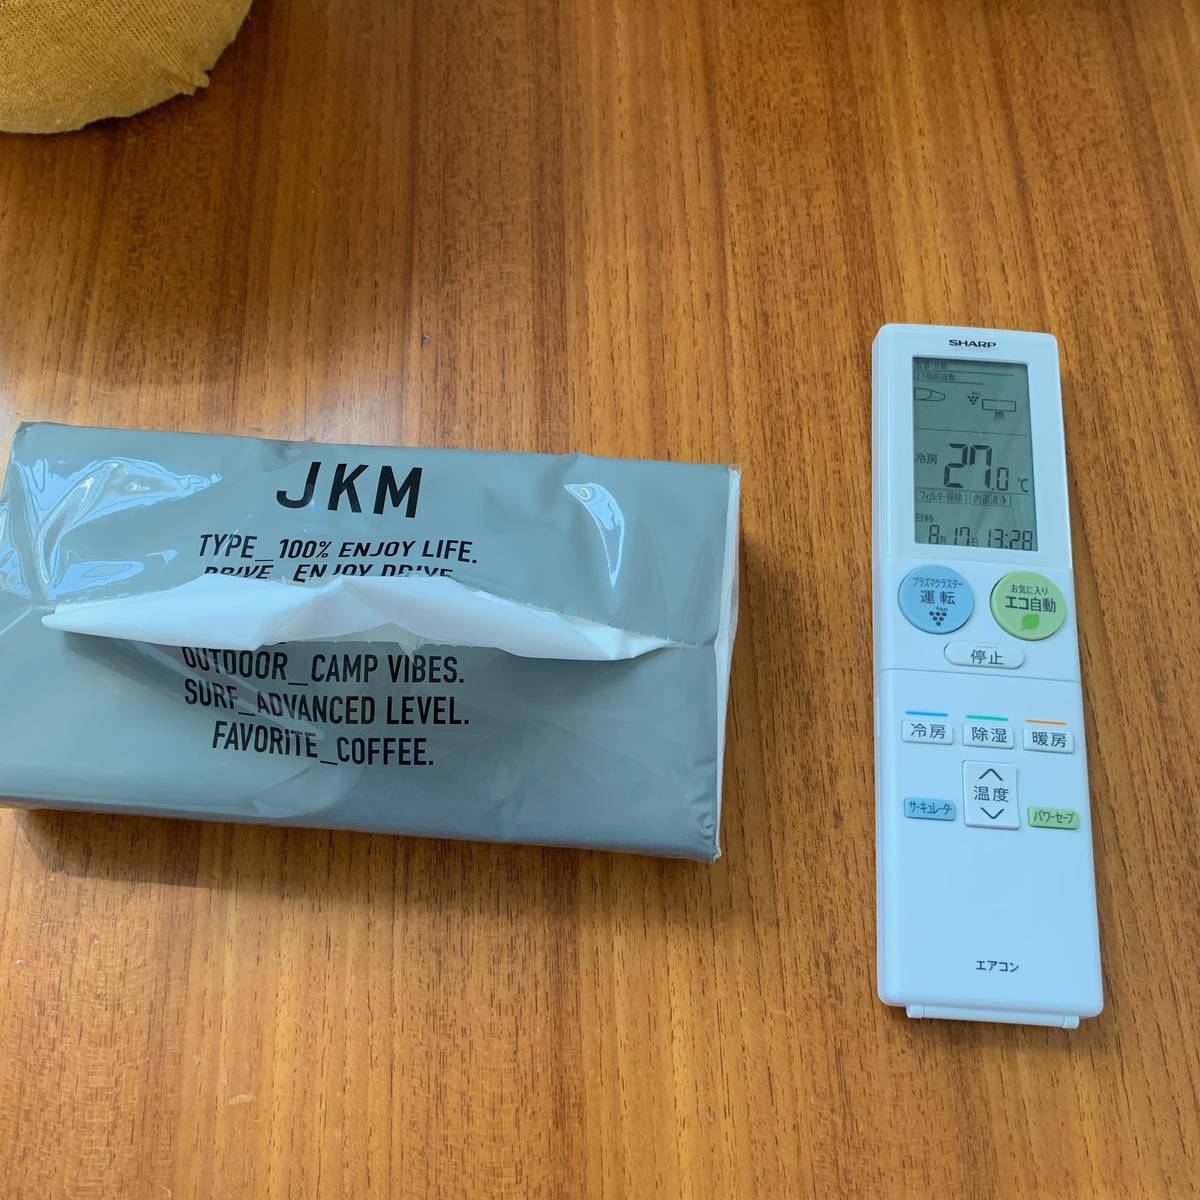 JKM
TYPE_100% ENJOY LIFE.
DRIVE_ENJOY DRIVE
OUTDOOR_CAMP VIBES.
SURF_ADVANCED LEVEL.
FAVORITE_COFFEE.
SHARP
自動
冷房 27.0 ℃
フィルター掃除 内部清浄
日時
8月17日 13:28
プラズマクラスター
運転
お気に入り
エコ自動
停止
冷房 除湿 暖房
温度
サーキュレーター パワーセーブ
エアコン